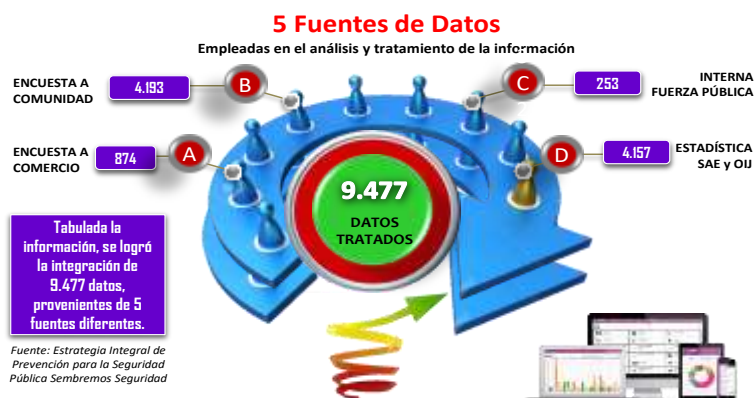 5 Fuentes de Datos
Empleadas en el análisis y tratamiento de la información
ENCUESTA A
COMUNIDAD
4.193
B
C
253
INTERNA
FUERZA PÚBLICA
ENCUESTA A
COMERCIO
874
A
D
4.157
ESTADÍSTICA
SAE y OIJ
9.477
DATOS
TRATADOS
Tabulada la
información, se logró
la integración de
9.477 datos,
provenientes de 5
fuentes diferentes.
Fuente: Estrategia Integral de
Prevención para la Seguridad
Pública Sembremos Seguridad